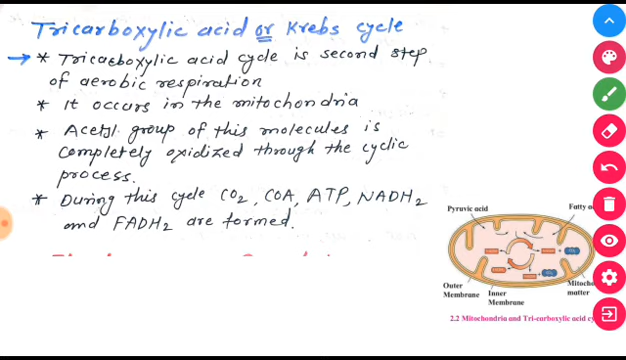 Tricarboxylic acid or Krebs cycle
→ * Tricarboxylic acid cycle is second step
of aerobic respiration
* It occurs in the mitochondria
* Acetyl group of this molecules is
completely oxidized through the cyclic
process.
* During this cycle CO2, COA, ATP, NADH2
and FADH2 are formed.
Pyruvic acid
Fatty
Outer
Membrane
Inner
Membrane
matter
2.2 Mitochondria and Tri-carboxylic acid